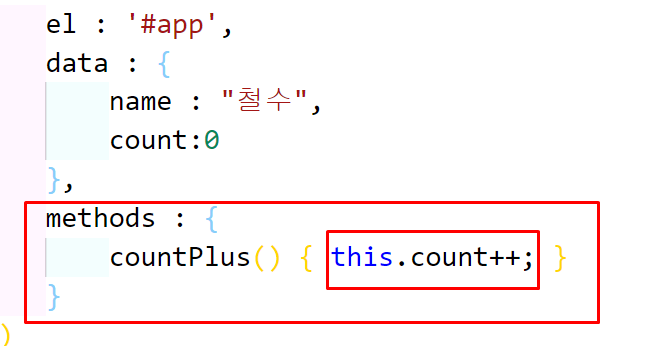 el : '#app',
data : {
name : "철수",
count:0
},
methods : {
countPlus() { this.count++; }
}
)